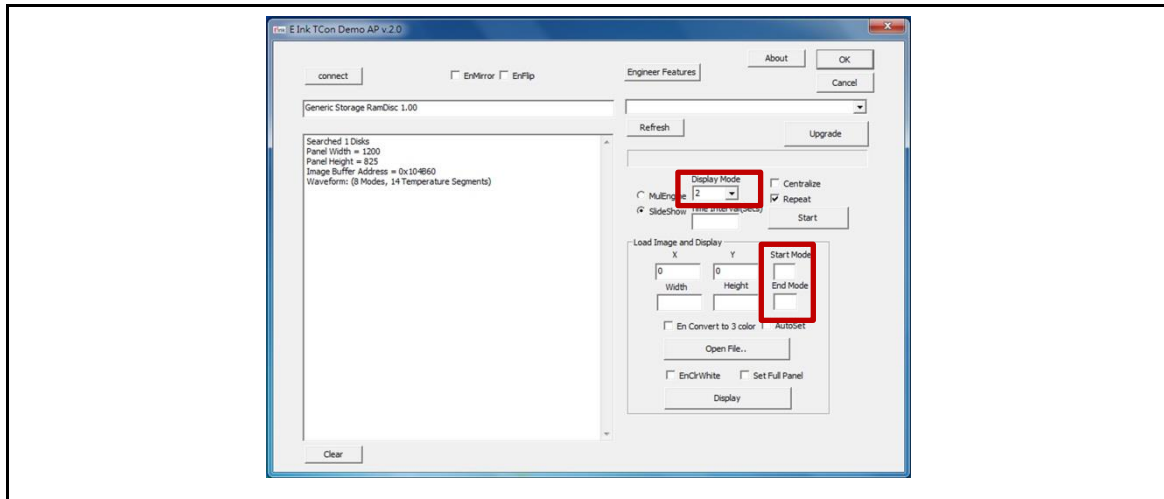 E Ink TCon Demo AP v.2.0
About
OK
connect
EnMirror
EnFlip
Engineer Features
Cancel
Generic Storage RamDisc 1.00
Refresh
Upgrade
Searched 1 Disks
Panel Width = 1200
Panel Height = 825
Image Buffer Address = 0x104B60
Waveform: (8 Modes, 14 Temperature Segments)
Display Mode
MulEngine
2
Centralize
Repeat
SlideShow
Time Interval(Secs)
Start
Load Image and Display
X
Y
Start Mode
0
0
Width
Height
End Mode
En Convert to 3 color
AutoSet
Open File..
EnClrWhite
Set Full Panel
Display
Clear